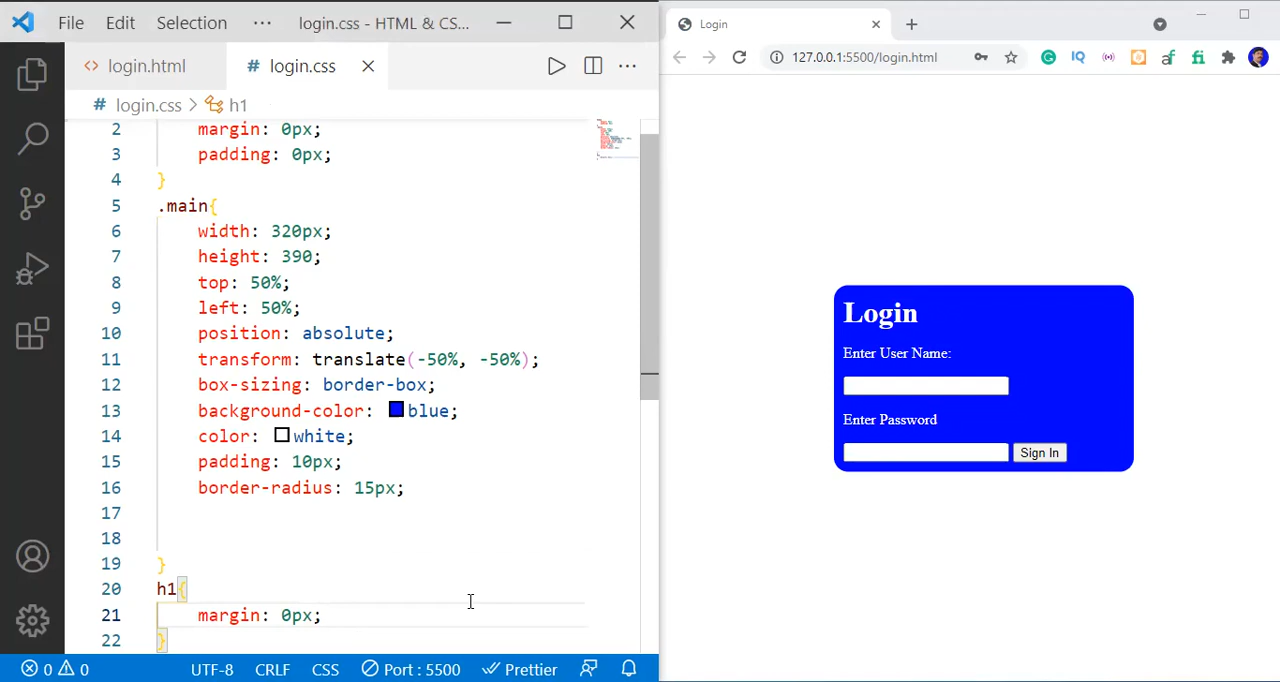 File Edit Selection ··· login.css - HTML & CS...
login.html
# login.css
# login.css > h1
2 margin: 0px;
3 padding: 0px;
4 }
5 .main{
6 width: 320px;
7 height: 390;
8 top: 50%;
9 left: 50%;
10 position: absolute;
11 transform: translate(-50%, -50%);
12 box-sizing: border-box;
13 background-color: blue;
14 color: white;
15 padding: 10px;
16 border-radius: 15px;
17
18
19 }
20 h1{
21 margin: 0px;
22 }
0 0 UTF-8 CRLF CSS Port : 5500 Prettier
Login
127.0.0.1:5500/login.html
IQ
af
fi
Login
Enter User Name:
Enter Password
Sign In